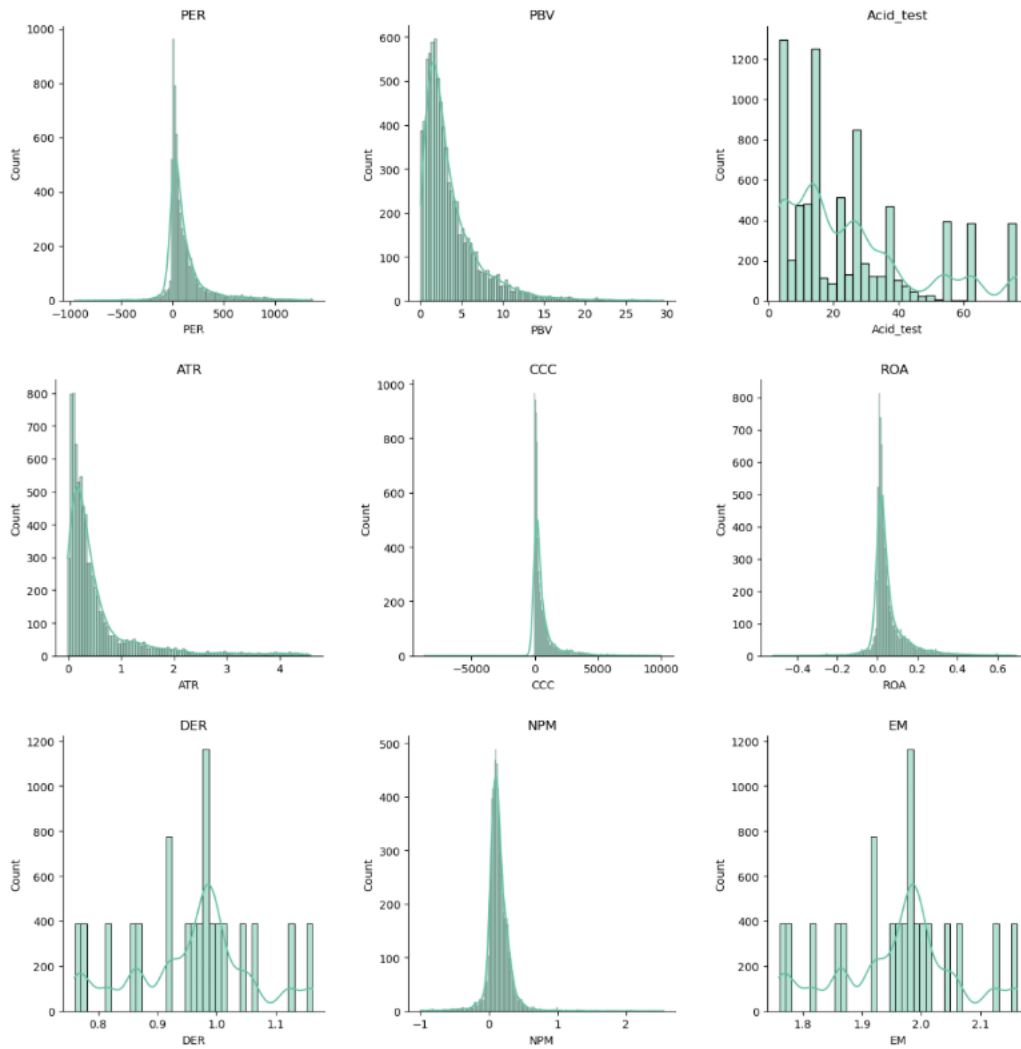 PER
PBV
Acid_test
1000
800
600
400
200
0
Count
-1000 -500 0 500 1000
PER
600
500
400
300
200
100
0
Count
0 5 10 15 20 25 30
PBV
1200
1000
800
600
400
200
0
Count
0 20 40 60
Acid_test
ATR
CCC
ROA
800
700
600
500
400
300
200
100
0
Count
0 1 2 3 4
ATR
1000
800
600
400
200
0
Count
-5000 0 5000 10000
CCC
800
700
600
500
400
300
200
100
0
Count
-0.4 -0.2 0.0 0.2 0.4 0.6
ROA
DER
NPM
EM
1200
1000
800
600
400
200
0
Count
0.8 0.9 1.0 1.1
DER
500
400
300
200
100
0
Count
-1 0 1 2
NPM
1200
1000
800
600
400
200
0
Count
1.8 1.9 2.0 2.1
EM